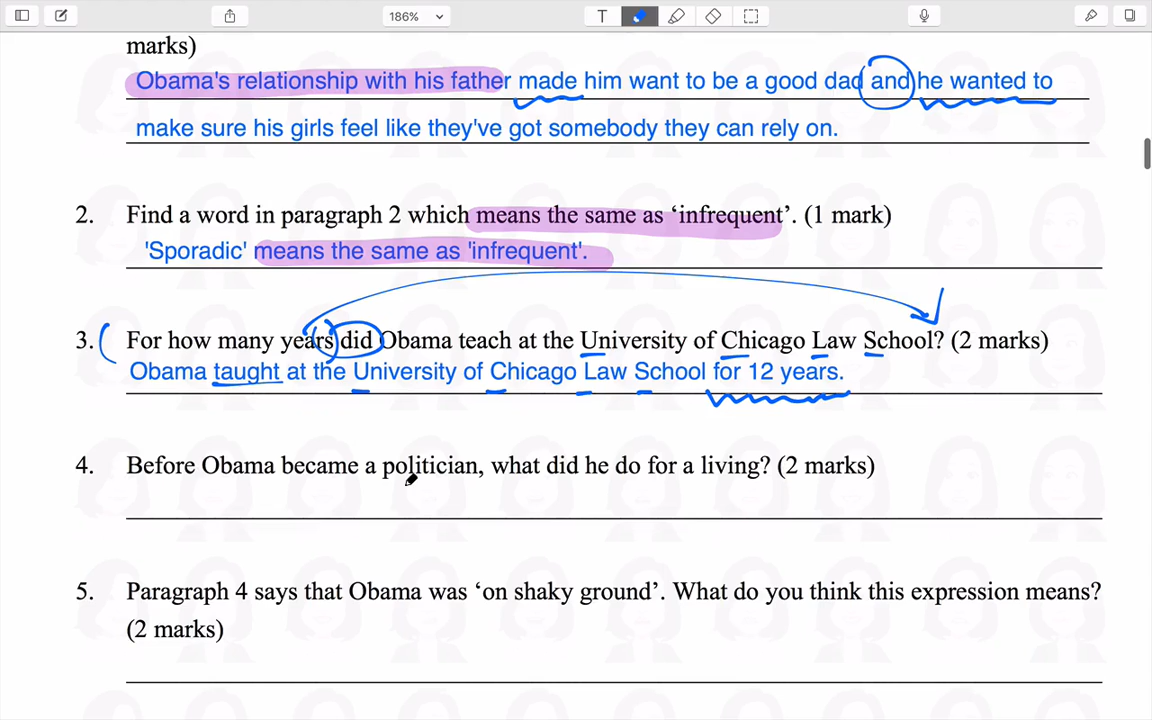 186%
T
marks)
Obama's relationship with his father made him want to be a good dad and he wanted to
make sure his girls feel like they've got somebody they can rely on.
2. Find a word in paragraph 2 which means the same as ‘infrequent’. (1 mark)
'Sporadic' means the same as 'infrequent'.
3. For how many years did Obama teach at the University of Chicago Law School? (2 marks)
Obama taught at the University of Chicago Law School for 12 years.
4. Before Obama became a politician, what did he do for a living? (2 marks)
5. Paragraph 4 says that Obama was ‘on shaky ground’. What do you think this expression means?
(2 marks)